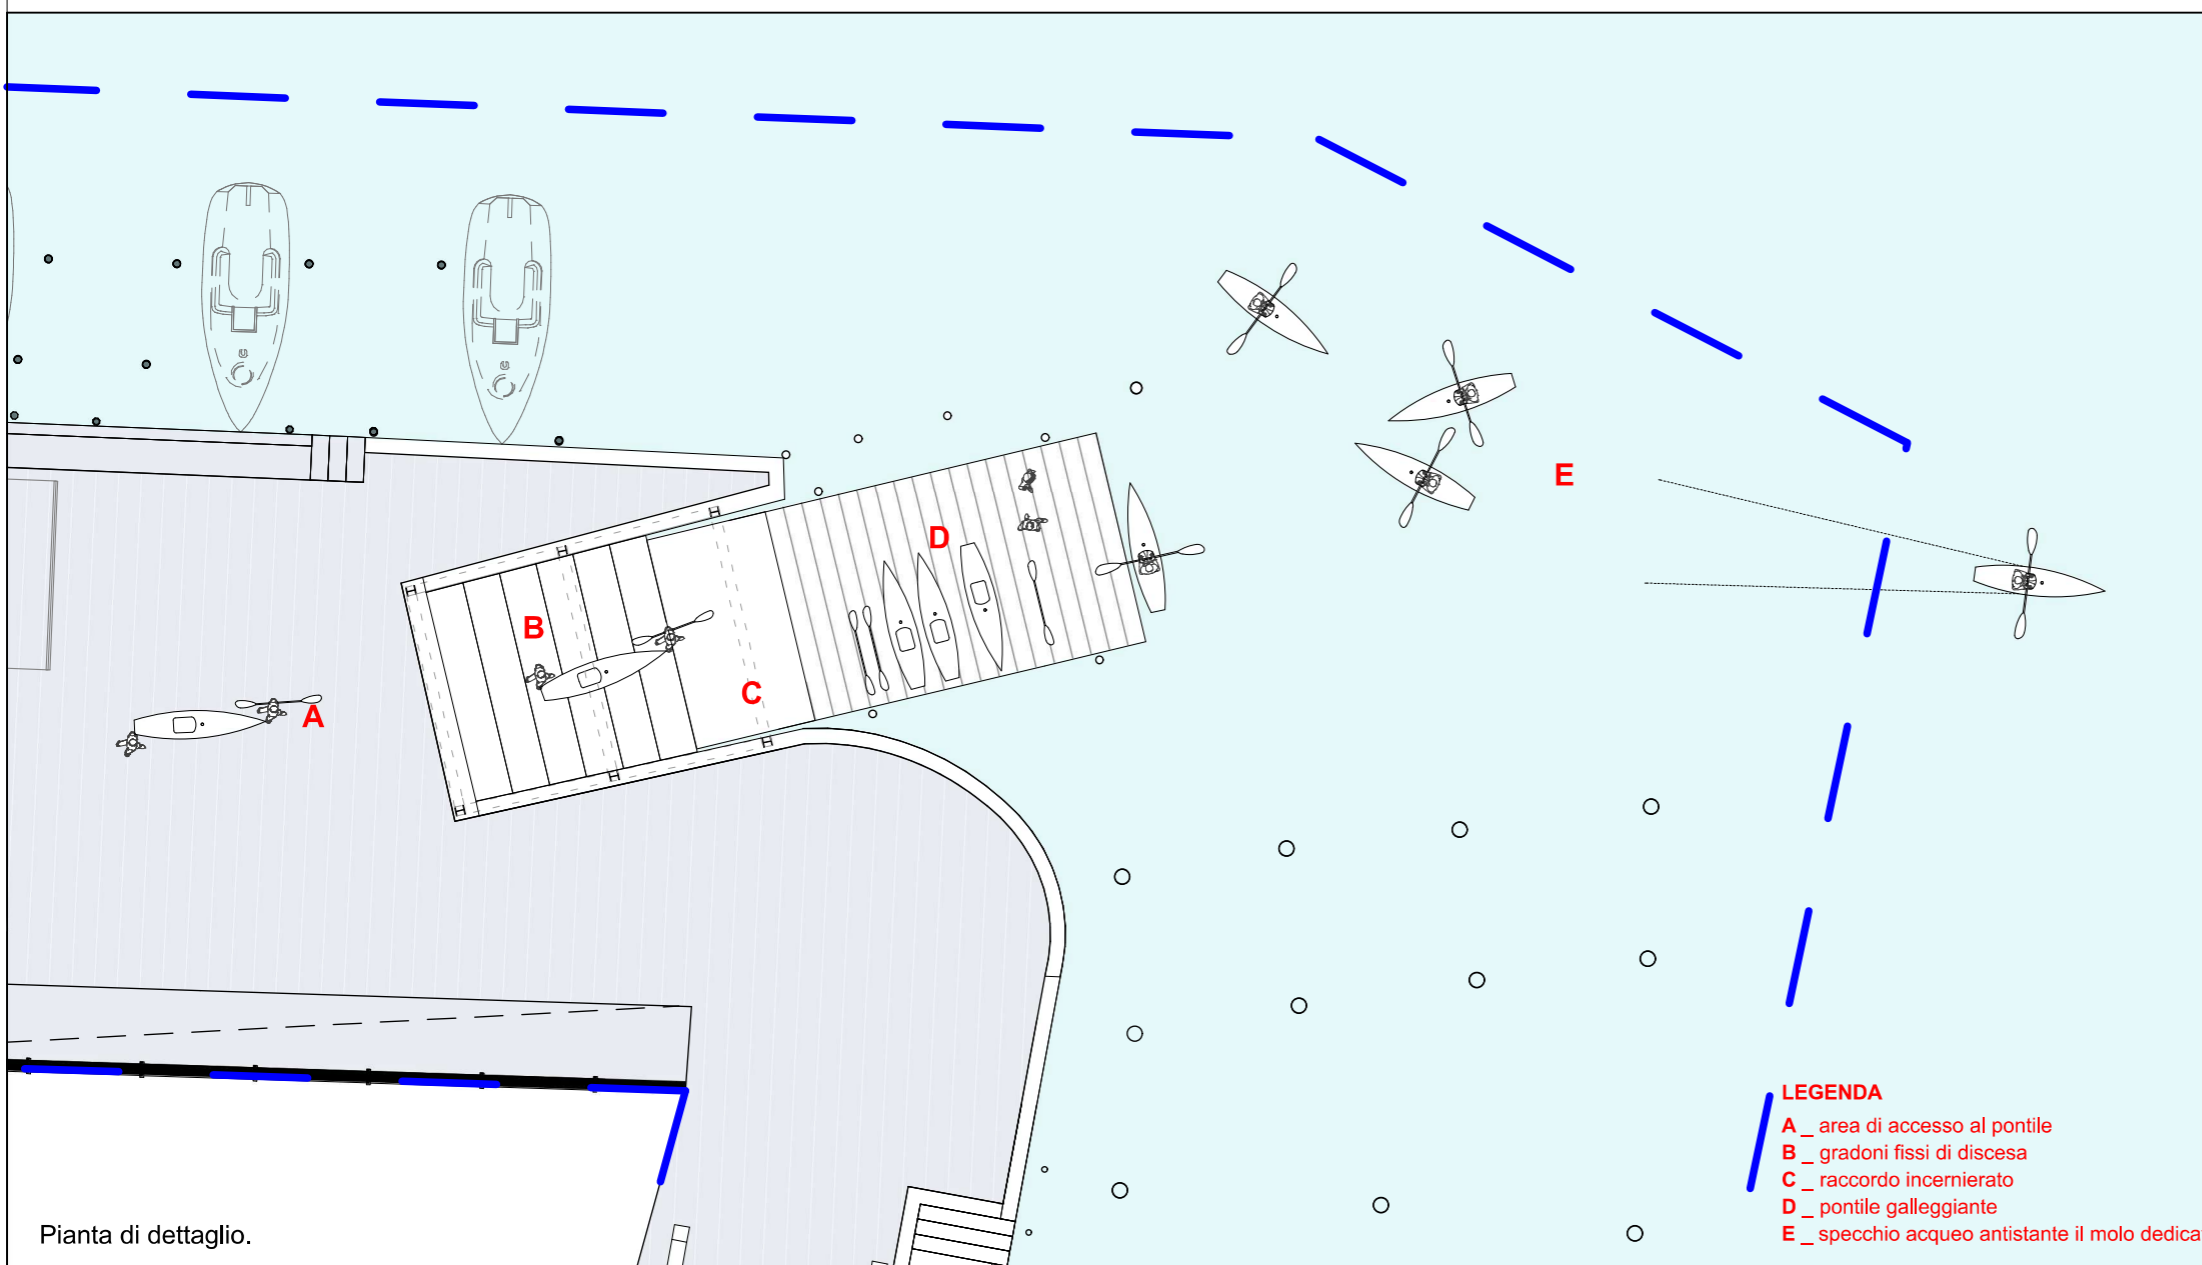 A
B
C
D
E
LEGENDA
A _ area di accesso al pontile
B _ gradoni fissi di discesa
C _ raccordo incernierato
D _ pontile galleggiante
E _ specchio acqueo antistante il molo dedica
Pianta di dettaglio.